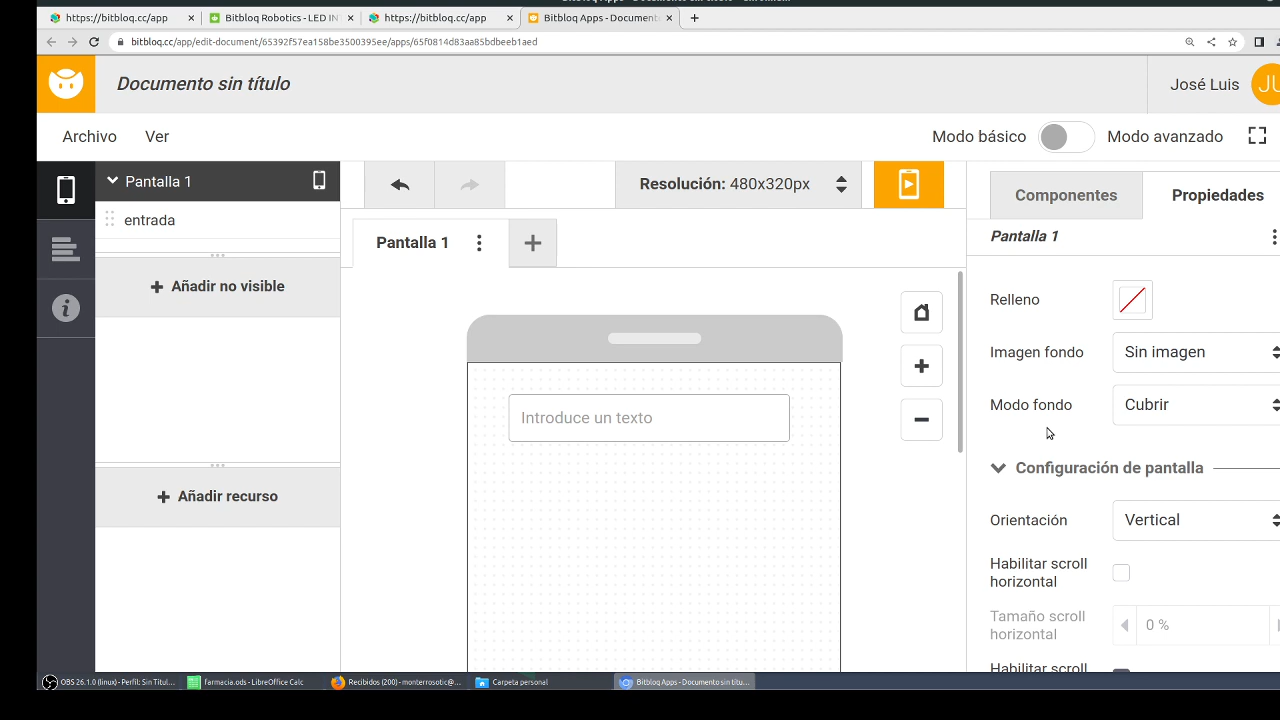 https://bitbloq.cc/app
Bitbloq Robotics - LED IN
https://bitbloq.cc/app
Bitbloq Apps - Document
bitbloq.cc/app/edit-document/65392f57ea158be3500395ee/apps/65f0814d83aa85bdbeeb1aed
Documento sin título
José Luis
JU
Archivo
Ver
Modo básico
Modo avanzado
Pantalla 1
Resolución: 480x320px
Componentes
Propiedades
entrada
Pantalla 1
Pantalla 1
Añadir no visible
Relleno
Imagen fondo
Sin imagen
Modo fondo
Cubrir
Introduce un texto
Configuración de pantalla
Añadir recurso
Orientación
Vertical
Habilitar scroll
horizontal
Tamaño scroll
horizontal
0 %
Habilitar scroll
OBS 26.1.0 (linux) - Perfil: Sin Títul...
farmacia.ods - LibreOffice Calc
Recibidos (200) - monterrosotic@...
Carpeta personal
Bitbloq Apps - Documento sin títu...